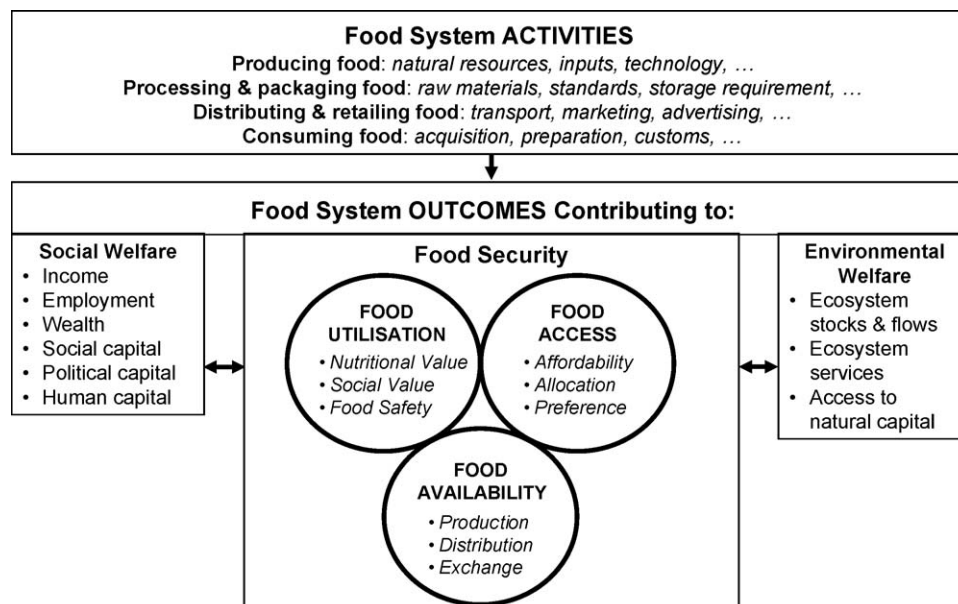 Food System ACTIVITIES
Producing food: natural resources, inputs, technology, …
Processing & packaging food: raw materials, standards, storage requirement, …
Distributing & retailing food: transport, marketing, advertising, …
Consuming food: acquisition, preparation, customs, …
Food System OUTCOMES Contributing to:
Social Welfare
• Income
• Employment
• Wealth
• Social capital
• Political capital
• Human capital
Food Security
FOOD
UTILISATION
• Nutritional Value
• Social Value
• Food Safety
FOOD
ACCESS
• Affordability
• Allocation
• Preference
FOOD
AVAILABILITY
• Production
• Distribution
• Exchange
Environmental
Welfare
• Ecosystem
stocks & flows
• Ecosystem
services
• Access to
natural capital